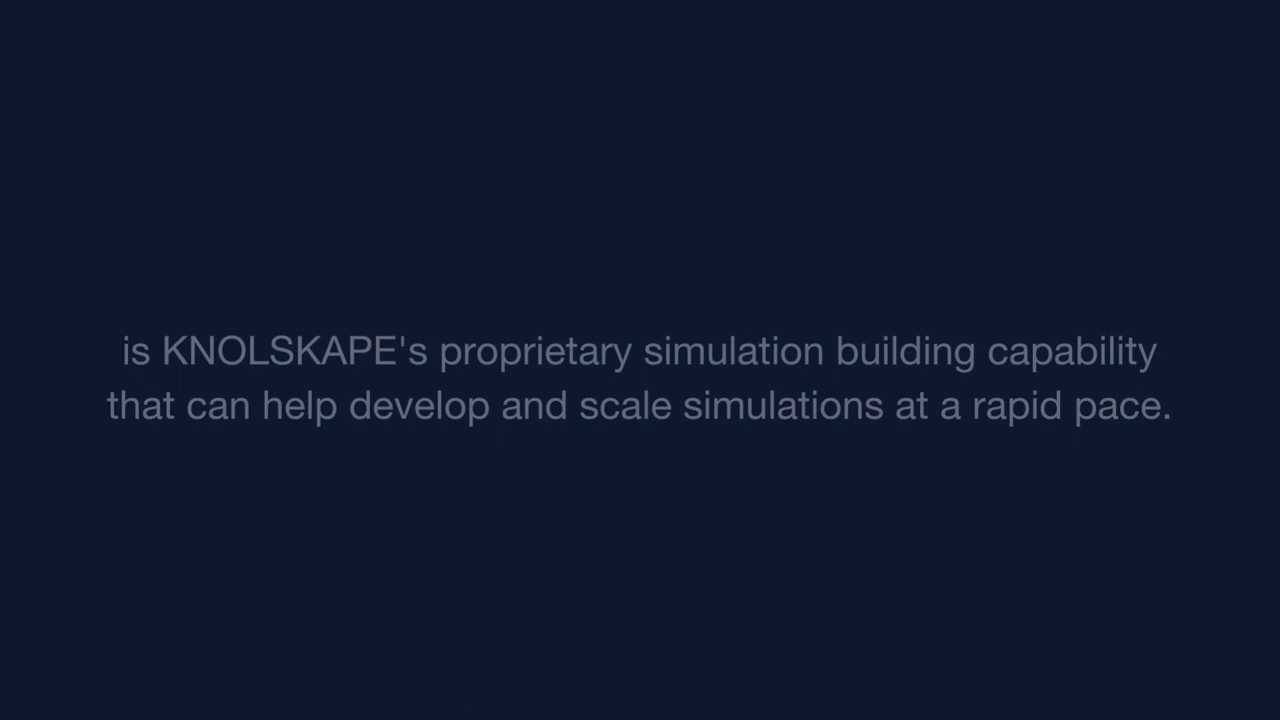 is KNOLSKAPE's proprietary simulation building capability
that can help develop and scale simulations at a rapid pace.